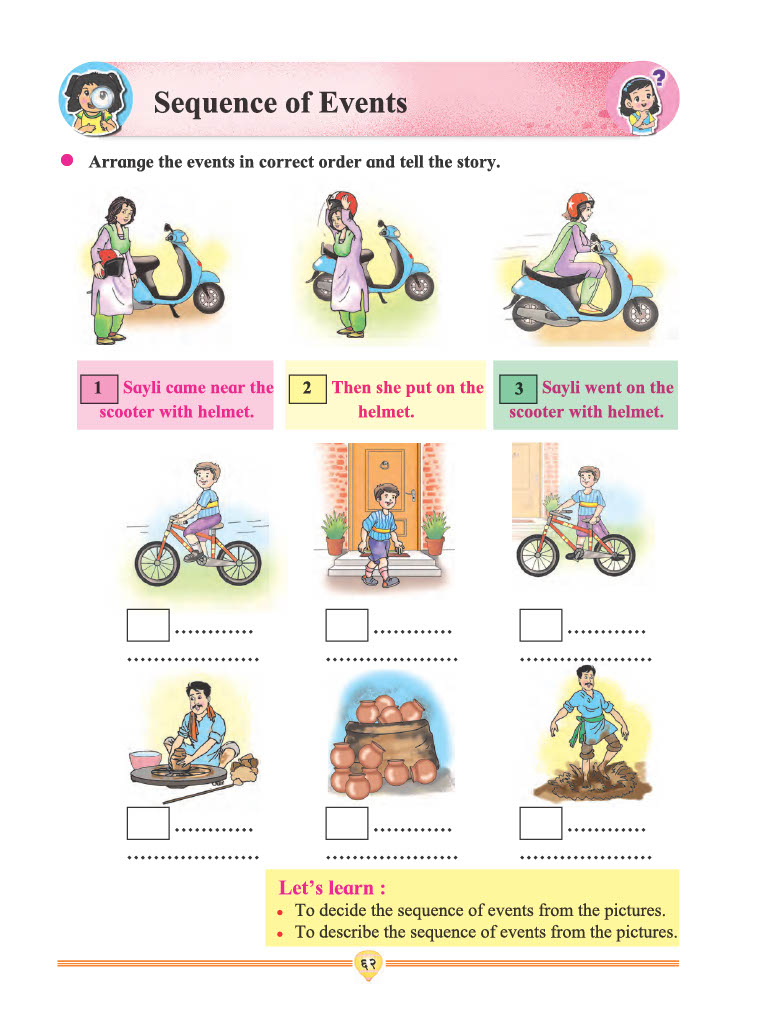 ?
Sequence of Events
● Arrange the events in correct order and tell the story.
1 Sayli came near the
scooter with helmet.
2 Then she put on the
helmet.
3 Sayli went on the
scooter with helmet.
............
....................
............
....................
............
....................
............
....................
............
....................
............
....................
Let's learn :
• To decide the sequence of events from the pictures.
• To describe the sequence of events from the pictures.
६२